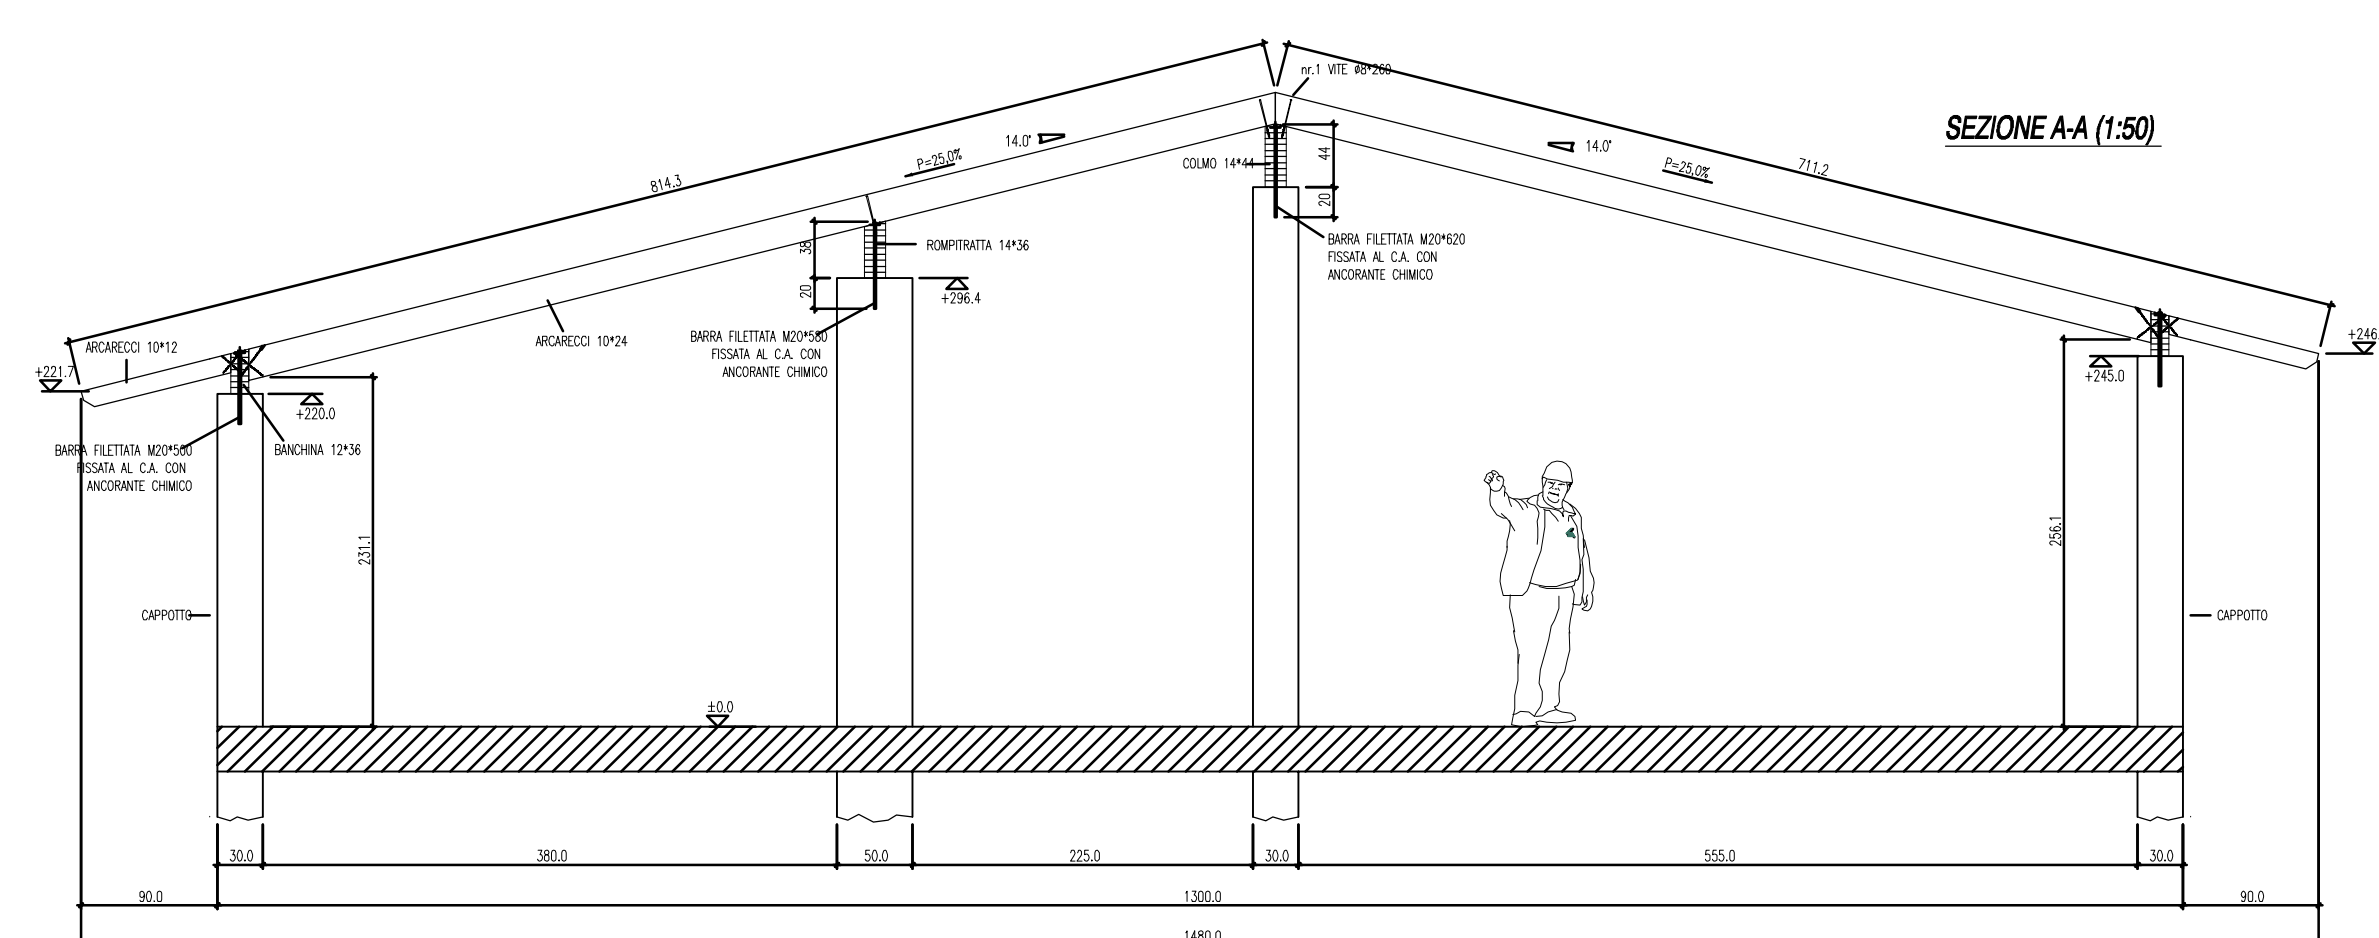 nr.1 VITE ø8*260
SEZIONE A-A (1:50)
14.0°
14.0°
P=25,0%
P=25,0%
44
COLMO 14*44
814.3
711.2
20
38
ROMPITRATTA 14*36
BARRA FILETTATA M20*620
FISSATA AL C.A. CON
ANCORANTE CHIMICO
20
+296.4
ARCARECCI 10*12
ARCARECCI 10*24
BARRA FILETTATA M20*580
FISSATA AL C.A. CON
ANCORANTE CHIMICO
+221.7
+246.
+245.0
+220.0
BARRA FILETTATA M20*500
FISSATA AL C.A. CON
ANCORANTE CHIMICO
BANCHINA 12*36
231.1
256.1
CAPPOTTO
CAPPOTTO
±0.0
30.0
380.0
50.0
225.0
30.0
555.0
30.0
90.0
1300.0
90.0
1480.0